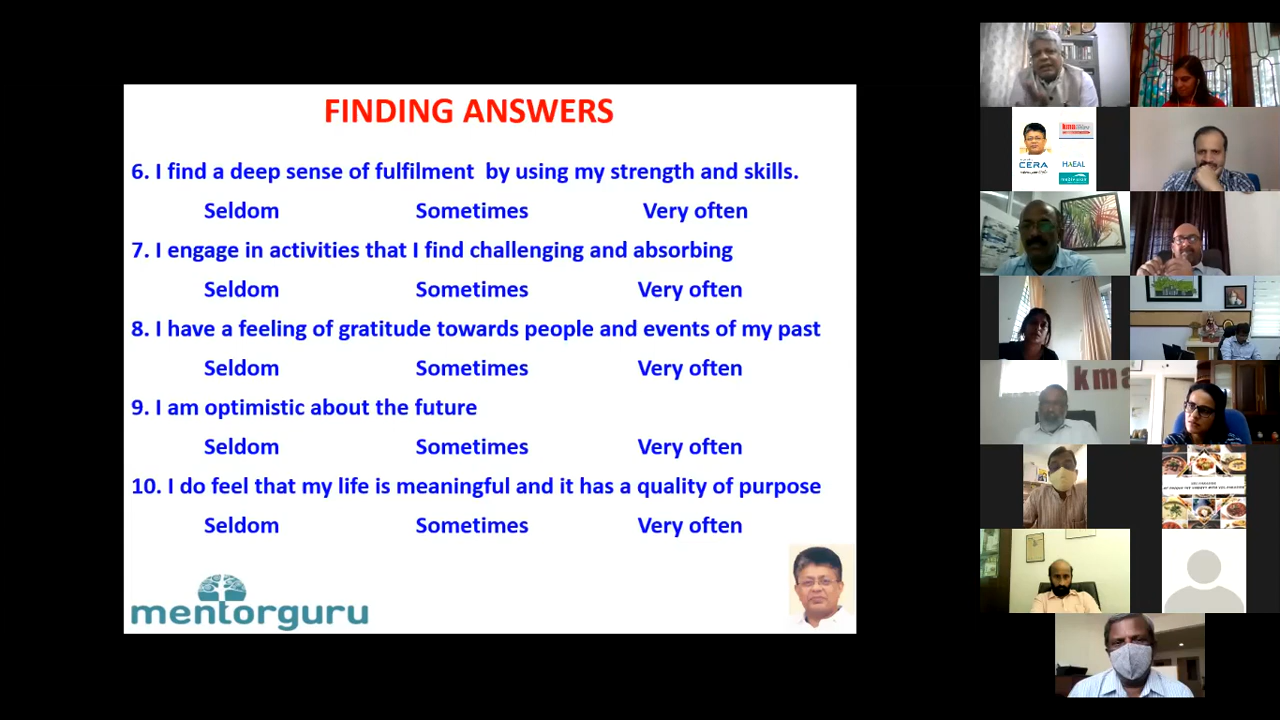 FINDING ANSWERS
6. I find a deep sense of fulfilment by using my strength and skills.
Seldom Sometimes Very often
7. I engage in activities that I find challenging and absorbing
Seldom Sometimes Very often
8. I have a feeling of gratitude towards people and events of my past
Seldom Sometimes Very often
9. I am optimistic about the future
Seldom Sometimes Very often
10. I do feel that my life is meaningful and it has a quality of purpose
Seldom Sometimes Very often
mentorguru
CERA
HAEAL
kma